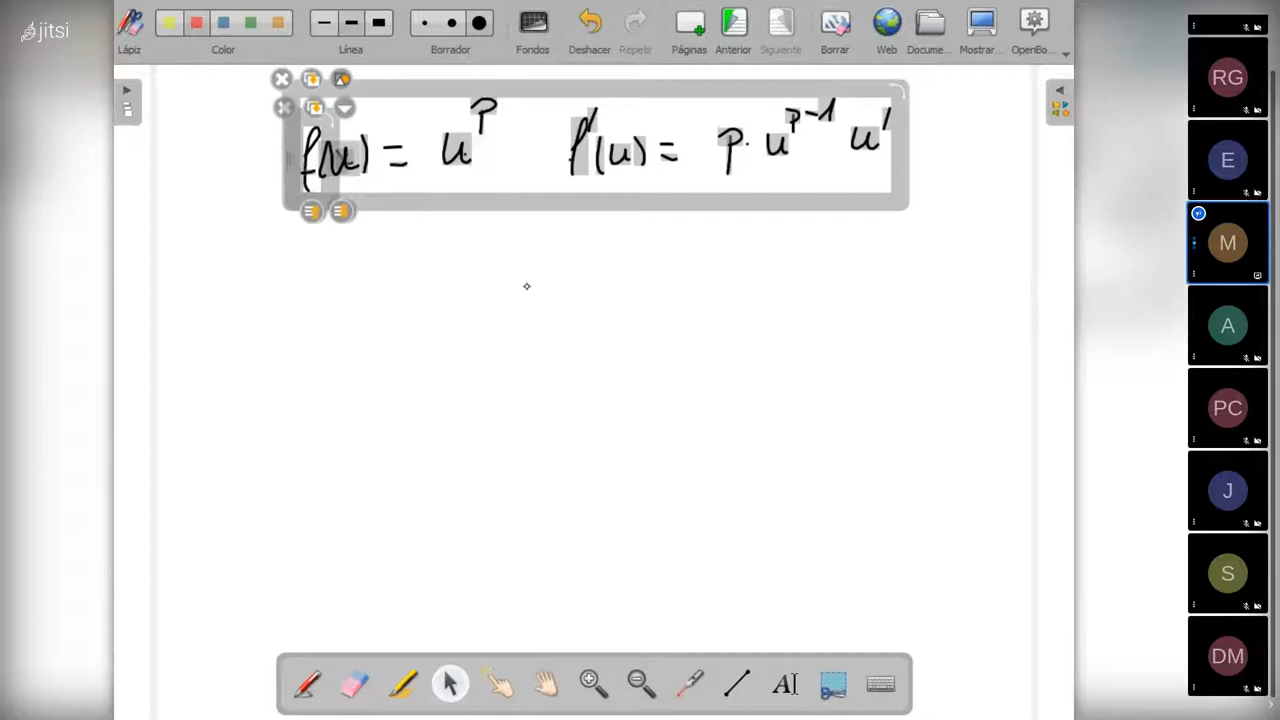 jitsi
Lápiz Color Línea Borrador Fondos Deshacer Repetir Páginas Anterior Siguiente Borrar Web Docume... Mostrar... OpenBo...
f(u) = u^p f'(u) = p · u^{p-1} u'
RG
E
M
A
PC
J
S
DM